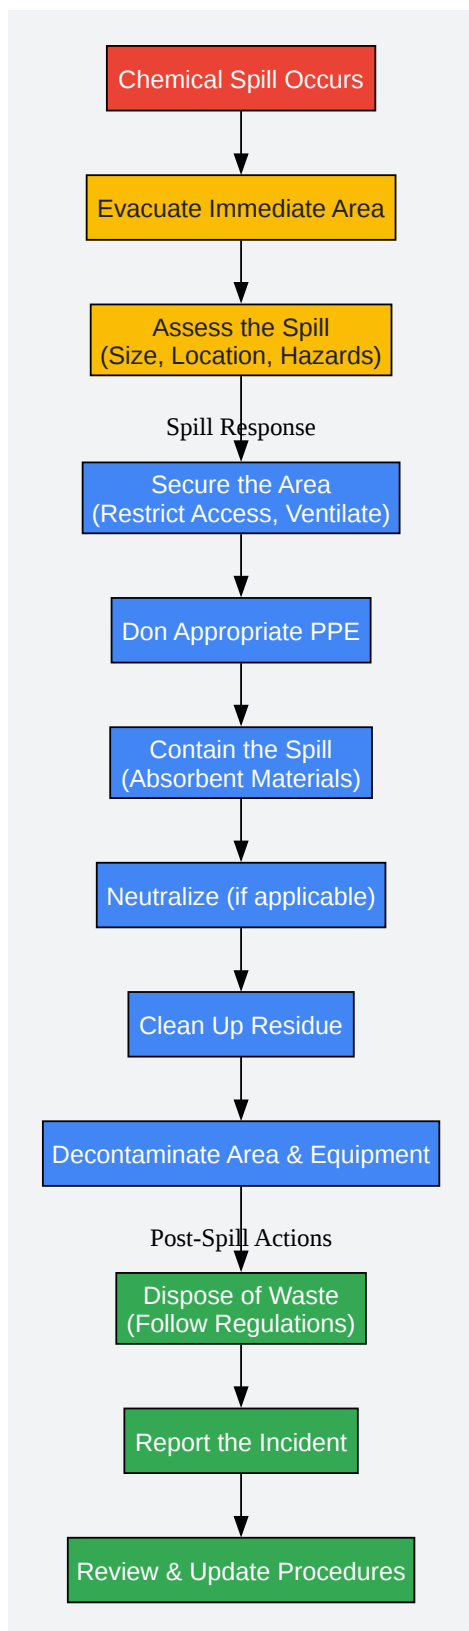 Chemical Spill Occurs
Evacuate Immediate Area
Assess the Spill
(Size, Location, Hazards)
Spill Response
Secure the Area
(Restrict Access, Ventilate)
Don Appropriate PPE
Contain the Spill
(Absorbent Materials)
Neutralize (if applicable)
Clean Up Residue
Decontaminate Area & Equipment
Post-Spill Actions
Dispose of Waste
(Follow Regulations)
Report the Incident
Review & Update Procedures